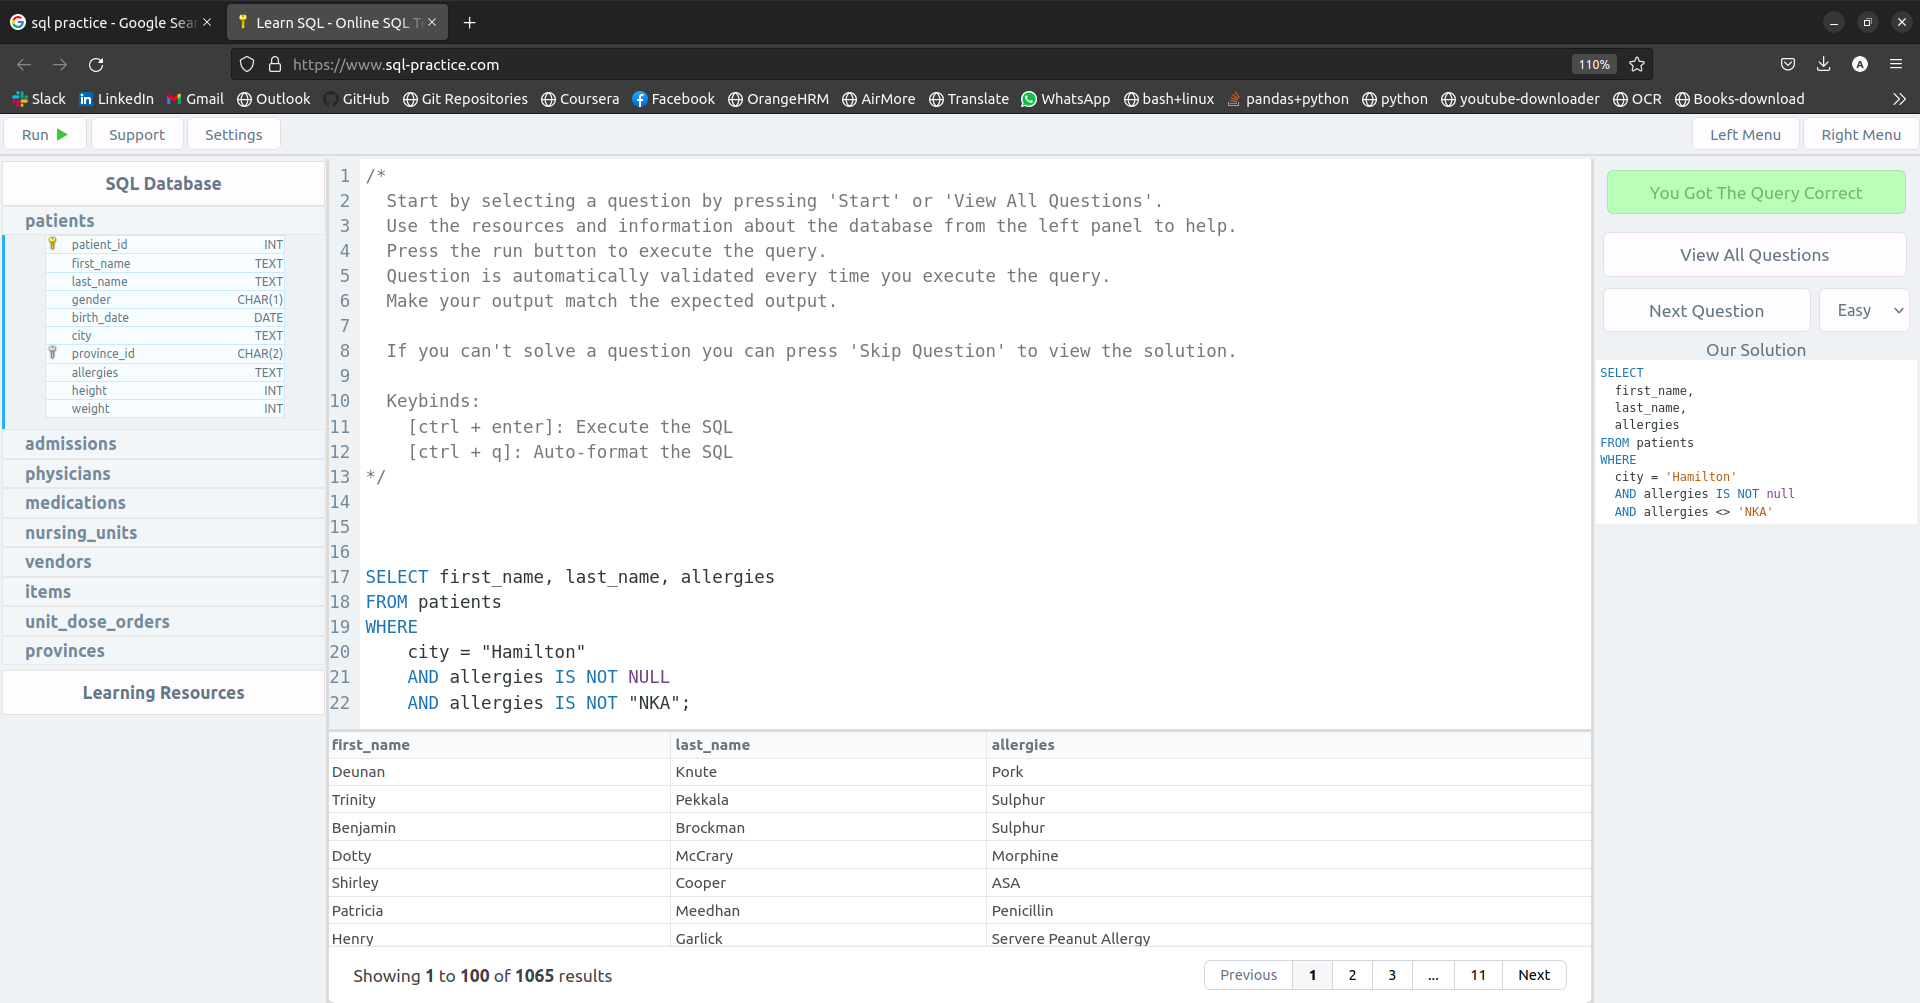 sql practice - Google Sear
Learn SQL - Online SQL Te
https://www.sql-practice.com
110%
Slack LinkedIn Gmail Outlook GitHub Git Repositories Coursera Facebook OrangeHRM AirMore Translate WhatsApp bash+linux pandas+python python youtube-downloader OCR Books-download
Run Support Settings Left Menu Right Menu
SQL Database
patients
patient_id INT
first_name TEXT
last_name TEXT
gender CHAR(1)
birth_date DATE
city TEXT
province_id CHAR(2)
allergies TEXT
height INT
weight INT
admissions
physicians
medications
nursing_units
vendors
items
unit_dose_orders
provinces
Learning Resources
1 /*
2 Start by selecting a question by pressing 'Start' or 'View All Questions'.
3 Use the resources and information about the database from the left panel to help.
4 Press the run button to execute the query.
5 Question is automatically validated every time you execute the query.
6 Make your output match the expected output.
7
8 If you can't solve a question you can press 'Skip Question' to view the solution.
9
10 Keybinds:
11 [ctrl + enter]: Execute the SQL
12 [ctrl + q]: Auto-format the SQL
13 */
14
15
16
17 SELECT first_name, last_name, allergies
18 FROM patients
19 WHERE
20 city = "Hamilton"
21 AND allergies IS NOT NULL
22 AND allergies IS NOT "NKA";
first_name last_name allergies
Deunan Knute Pork
Trinity Pekkala Sulphur
Benjamin Brockman Sulphur
Dotty McCrary Morphine
Shirley Cooper ASA
Patricia Meedhan Penicillin
Henry Garlick Servere Peanut Allergy
Showing 1 to 100 of 1065 results
Previous 1 2 3 ... 11 Next
You Got The Query Correct
View All Questions
Next Question Easy
Our Solution
SELECT
first_name,
last_name,
allergies
FROM patients
WHERE
city = 'Hamilton'
AND allergies IS NOT null
AND allergies <> 'NKA'